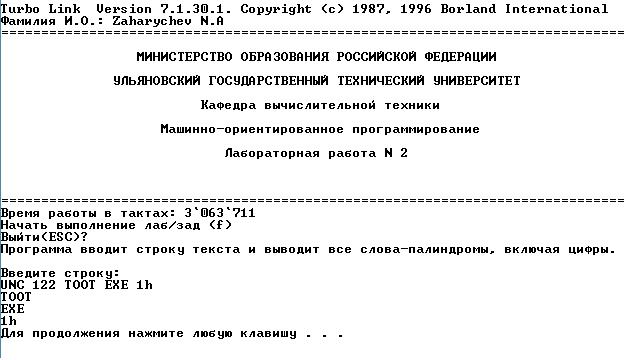 Turbo Link  Version 7.1.30.1. Copyright (c) 1987, 1996 Borland International
Фамилия И.О.: Zaharychev N.A
==============================================================================
МИНИСТЕРСТВО ОБРАЗОВАНИЯ РОССИЙСКОЙ ФЕДЕРАЦИИ
УЛЬЯНОВСКИЙ ГОСУДАРСТВЕННЫЙ ТЕХНИЧЕСКИЙ УНИВЕРСИТЕТ
Кафедра вычислительной техники
Машинно-ориентированное программирование
Лабораторная работа N 2
==============================================================================
Время работы в тактах: 3`063`711
Начать выполнение лаб/зад (f)
Выйти(ESC)?
Программа вводит строку текста и выводит все слова-палиндромы, включая цифры.
Введите строку:
UNC 122 TOOT EXE 1h
TOOT
EXE
1h
Для продолжения нажмите любую клавишу . . .